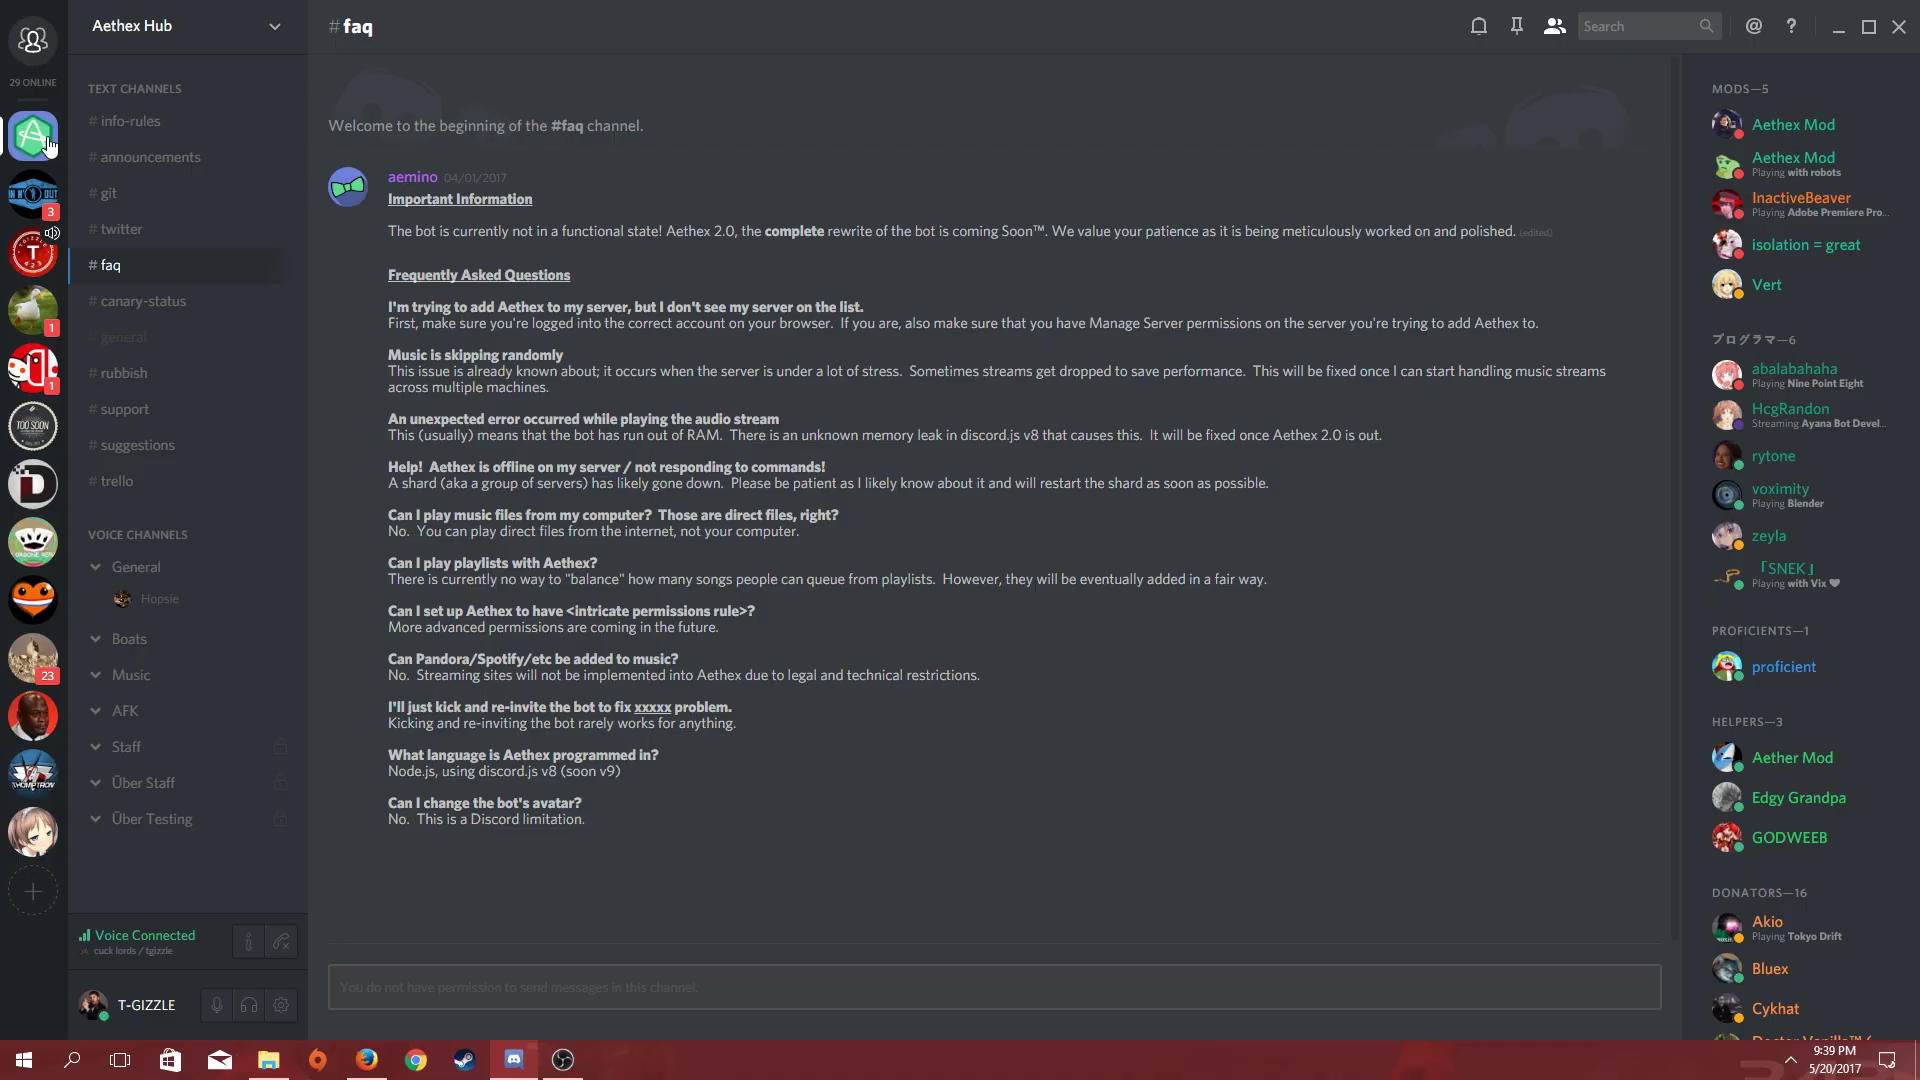 Aethex Hub
#faq
Search
29 ONLINE
TEXT CHANNELS
# info-rules
# announcements
# git
# twitter
# faq
# canary-status
# general
# rubbish
# support
# suggestions
# trello
VOICE CHANNELS
General
Hopsie
Boats
Music
AFK
Staff
Über Staff
Über Testing
IN N' OUT
3
T
1
1
TOO SOON
D
23
THOMPTRON
Voice Connected
cuck lords / tgizzle
T-GIZZLE
Welcome to the beginning of the #faq channel.
aemino 04/01/2017
Important Information
The bot is currently not in a functional state! Aethex 2.0, the complete rewrite of the bot is coming Soon™. We value your patience as it is being meticulously worked on and polished. (edited)
Frequently Asked Questions
I'm trying to add Aethex to my server, but I don't see my server on the list.
First, make sure you're logged into the correct account on your browser. If you are, also make sure that you have Manage Server permissions on the server you're trying to add Aethex to.
Music is skipping randomly
This issue is already known about; it occurs when the server is under a lot of stress. Sometimes streams get dropped to save performance. This will be fixed once I can start handling music streams
across multiple machines.
An unexpected error occurred while playing the audio stream
This (usually) means that the bot has run out of RAM. There is an unknown memory leak in discord.js v8 that causes this. It will be fixed once Aethex 2.0 is out.
Help! Aethex is offline on my server / not responding to commands!
A shard (aka a group of servers) has likely gone down. Please be patient as I likely know about it and will restart the shard as soon as possible.
Can I play music files from my computer? Those are direct files, right?
No. You can play direct files from the internet, not your computer.
Can I play playlists with Aethex?
There is currently no way to "balance" how many songs people can queue from playlists. However, they will be eventually added in a fair way.
Can I set up Aethex to have <intricate permissions rule>?
More advanced permissions are coming in the future.
Can Pandora/Spotify/etc be added to music?
No. Streaming sites will not be implemented into Aethex due to legal and technical restrictions.
I'll just kick and re-invite the bot to fix xxxxx problem.
Kicking and re-inviting the bot rarely works for anything.
What language is Aethex programmed in?
Node.js, using discord.js v8 (soon v9)
Can I change the bot's avatar?
No. This is a Discord limitation.
You do not have permission to send messages in this channel.
MODS—5
Aethex Mod
Aethex Mod
Playing with robots
InactiveBeaver
Playing Adobe Premiere Pro...
isolation = great
Vert
プログラマ—6
abalabahaha
Playing Nine Point Eight
HcgRandon
Streaming Ayana Bot Devel...
rytone
voximity
Playing Blender
zeyla
「SNEK」
Playing with Vix ❤
PROFICIENTS—1
proficient
HELPERS—3
Aether Mod
Edgy Grandpa
GODWEEB
DONATORS—16
Akio
Playing Tokyo Drift
Bluex
Cykhat
9:39 PM
5/20/2017